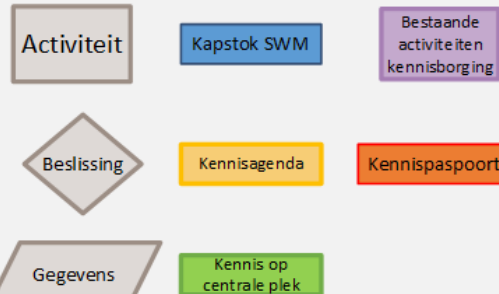 Activiteit
Kapstok SWM
Bestaande
activiteiten
kennisborging
Beslissing
Kennisagenda
Kennispaspoort
Gegevens
Kennis op
centrale plek